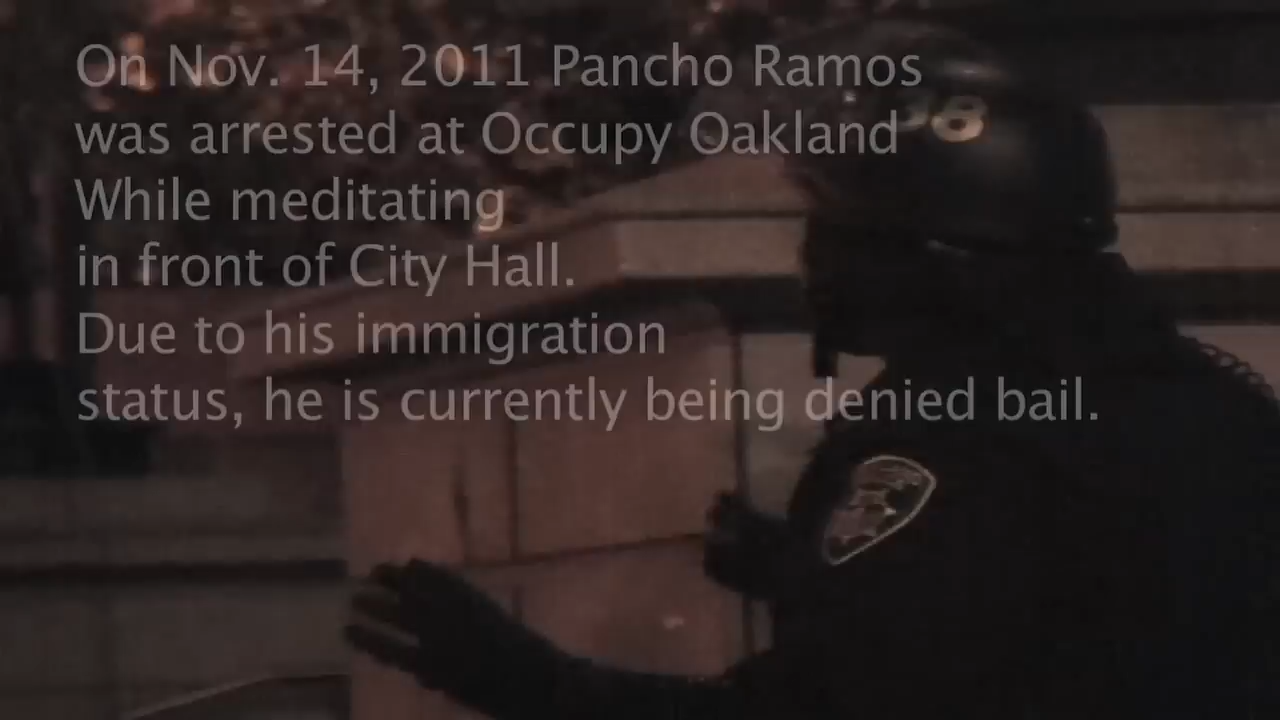 On Nov. 14, 2011 Pancho Ramos
was arrested at Occupy Oakland
While meditating
in front of City Hall.
Due to his immigration
status, he is currently being denied bail.